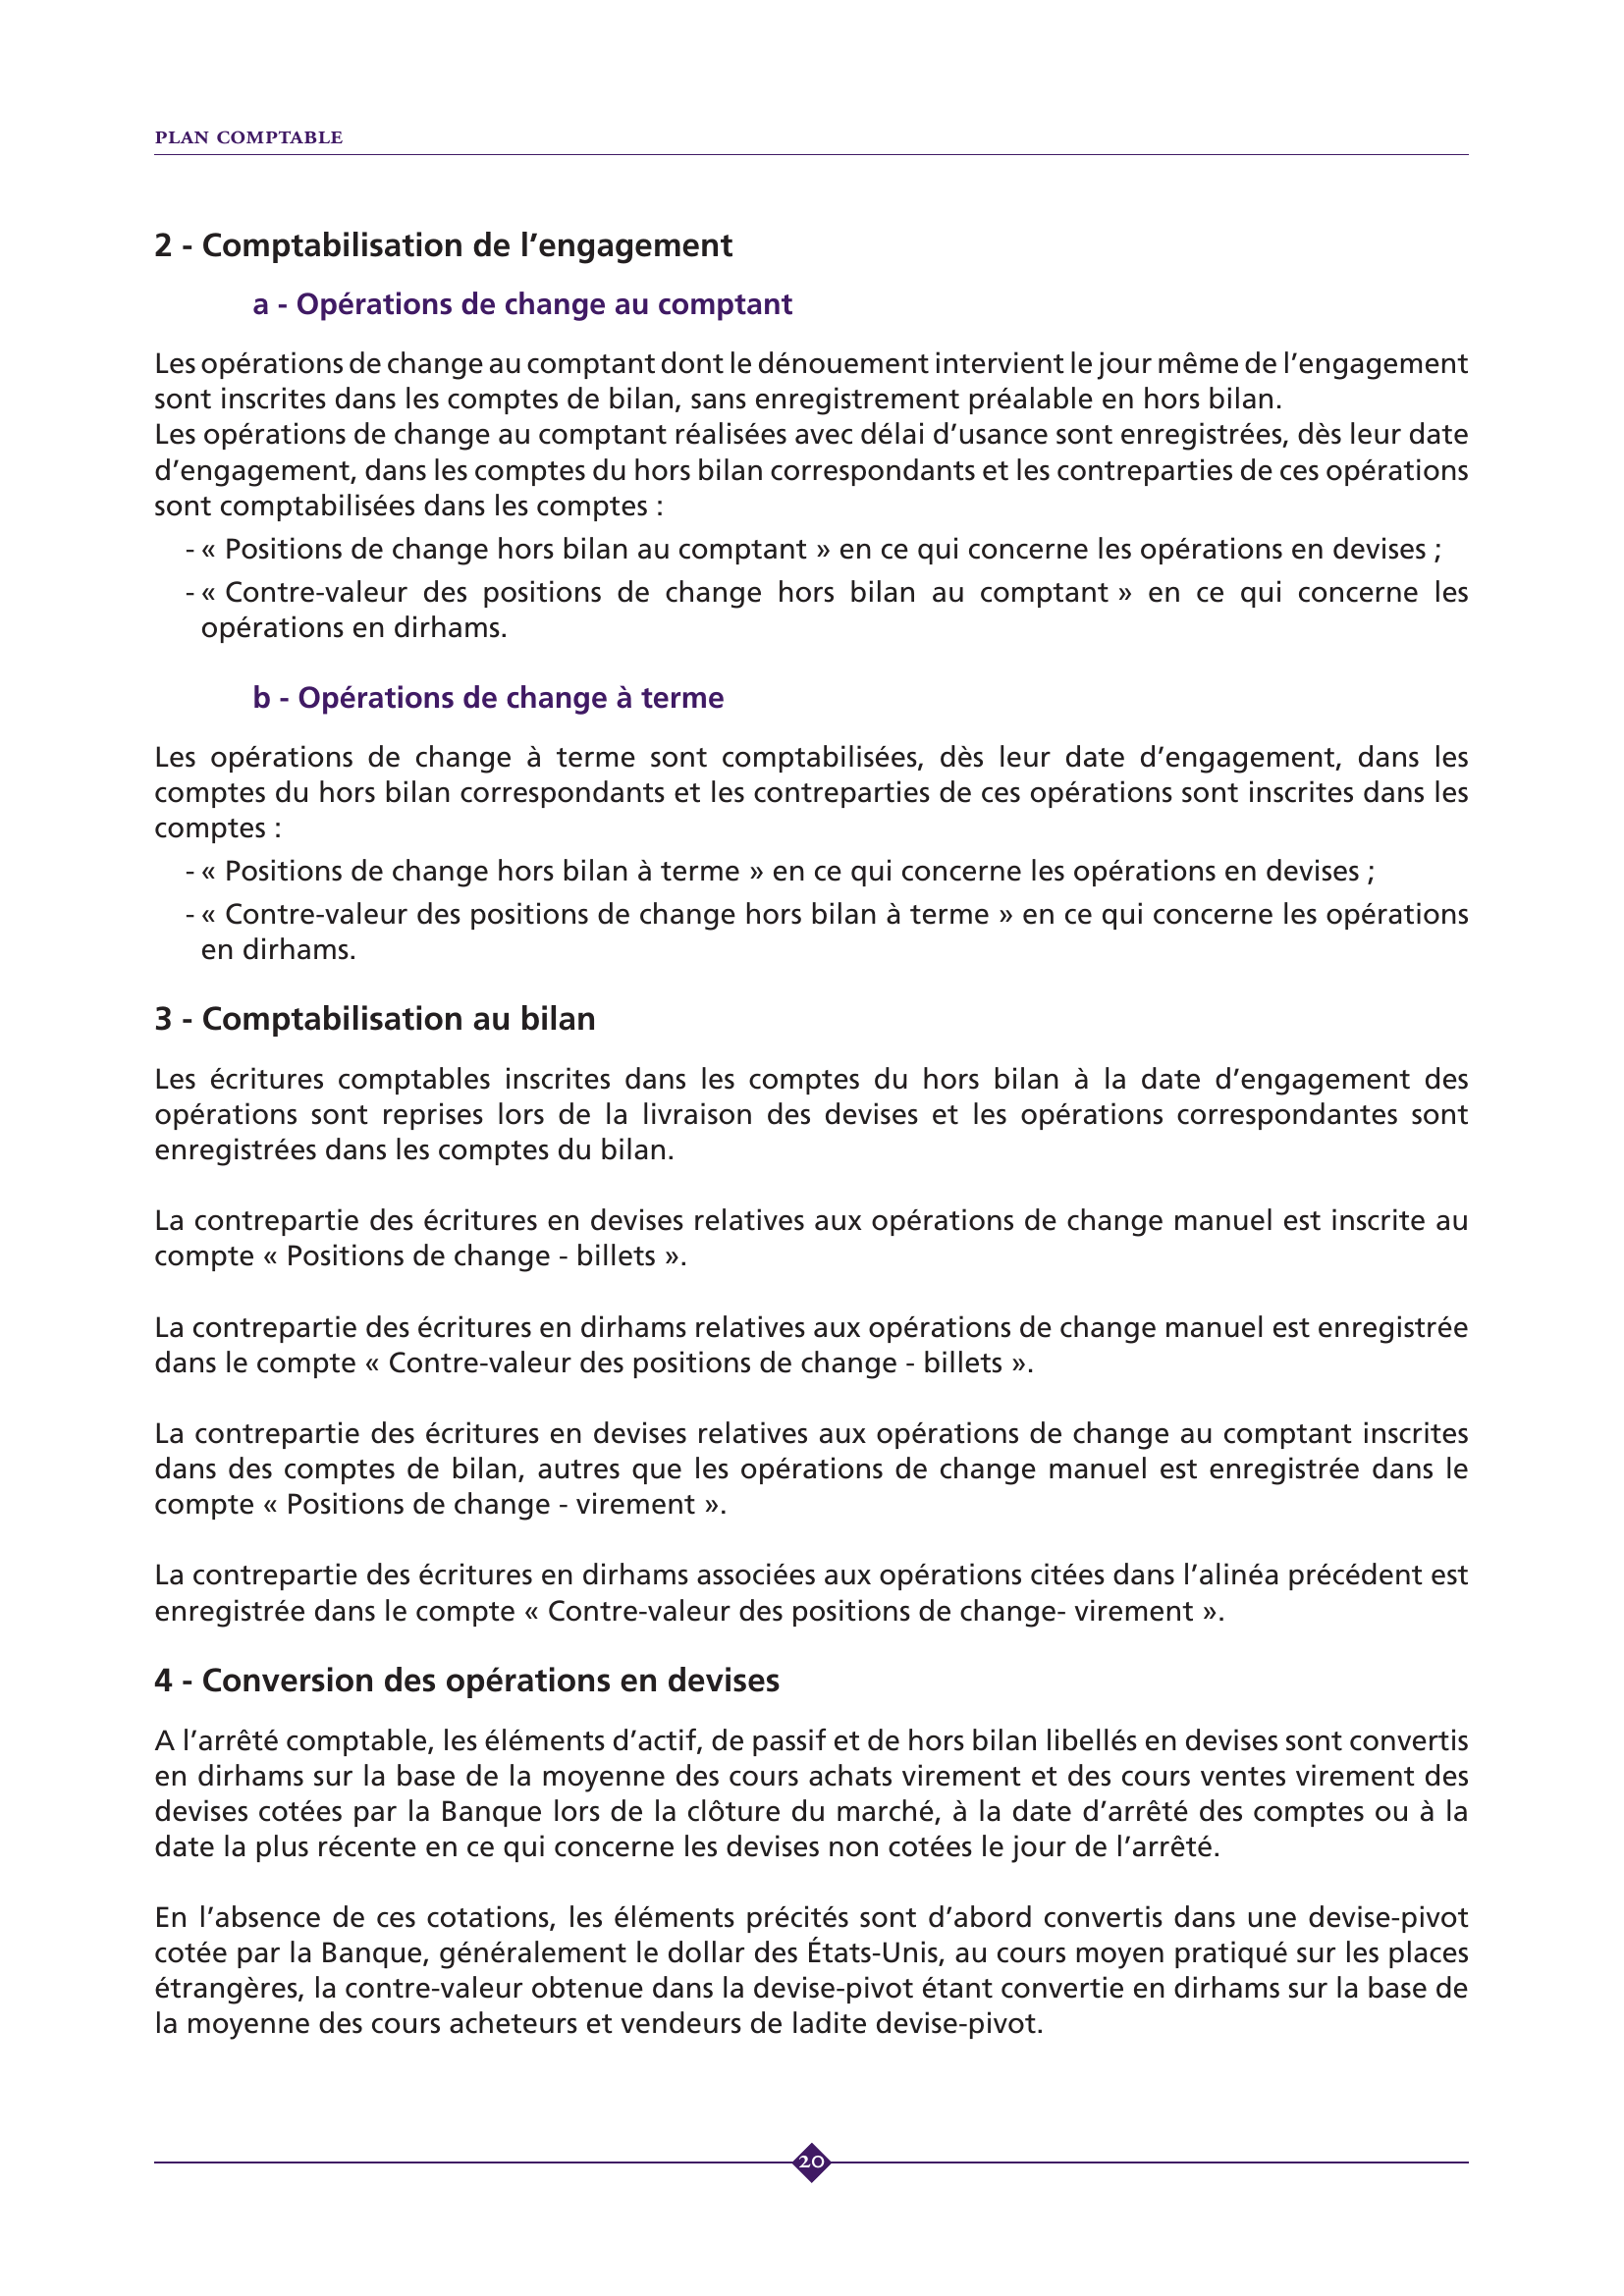 PLAN COMPTABLE
2 - Comptabilisation de l’engagement
a - Opérations de change au comptant
Les opérations de change au comptant dont le dénouement intervient le jour même de l’engagement
sont inscrites dans les comptes de bilan, sans enregistrement préalable en hors bilan.
Les opérations de change au comptant réalisées avec délai d’usance sont enregistrées, dès leur date
d’engagement, dans les comptes du hors bilan correspondants et les contreparties de ces opérations
sont comptabilisées dans les comptes :
- « Positions de change hors bilan au comptant » en ce qui concerne les opérations en devises ;
- « Contre-valeur des positions de change hors bilan au comptant » en ce qui concerne les
opérations en dirhams.
b - Opérations de change à terme
Les opérations de change à terme sont comptabilisées, dès leur date d’engagement, dans les
comptes du hors bilan correspondants et les contreparties de ces opérations sont inscrites dans les
comptes :
- « Positions de change hors bilan à terme » en ce qui concerne les opérations en devises ;
- « Contre-valeur des positions de change hors bilan à terme » en ce qui concerne les opérations
en dirhams.
3 - Comptabilisation au bilan
Les écritures comptables inscrites dans les comptes du hors bilan à la date d’engagement des
opérations sont reprises lors de la livraison des devises et les opérations correspondantes sont
enregistrées dans les comptes du bilan.
La contrepartie des écritures en devises relatives aux opérations de change manuel est inscrite au
compte « Positions de change - billets ».
La contrepartie des écritures en dirhams relatives aux opérations de change manuel est enregistrée
dans le compte « Contre-valeur des positions de change - billets ».
La contrepartie des écritures en devises relatives aux opérations de change au comptant inscrites
dans des comptes de bilan, autres que les opérations de change manuel est enregistrée dans le
compte « Positions de change - virement ».
La contrepartie des écritures en dirhams associées aux opérations citées dans l’alinéa précédent est
enregistrée dans le compte « Contre-valeur des positions de change- virement ».
4 - Conversion des opérations en devises
A l’arrêté comptable, les éléments d’actif, de passif et de hors bilan libellés en devises sont convertis
en dirhams sur la base de la moyenne des cours achats virement et des cours ventes virement des
devises cotées par la Banque lors de la clôture du marché, à la date d’arrêté des comptes ou à la
date la plus récente en ce qui concerne les devises non cotées le jour de l’arrêté.
En l’absence de ces cotations, les éléments précités sont d’abord convertis dans une devise-pivot
cotée par la Banque, généralement le dollar des États-Unis, au cours moyen pratiqué sur les places
étrangères, la contre-valeur obtenue dans la devise-pivot étant convertie en dirhams sur la base de
la moyenne des cours acheteurs et vendeurs de ladite devise-pivot.
20